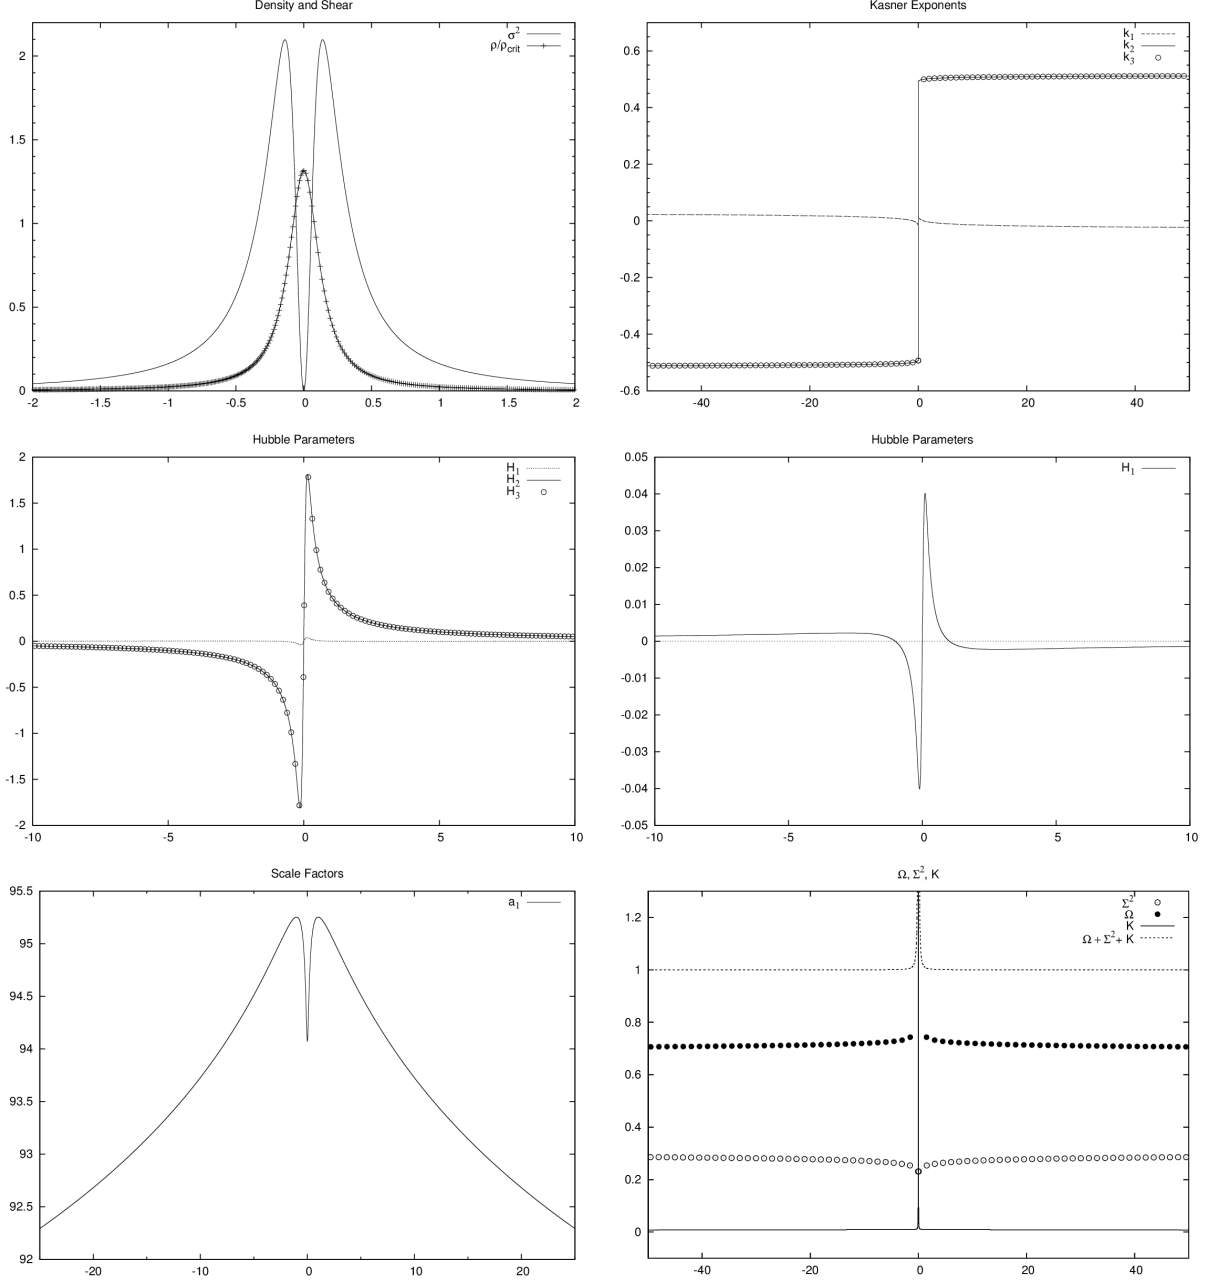 Density and Shear
σ²
ρ/ρcrit
2
1.5
1
0.5
0
-2 -1.5 -1 -0.5 0 0.5 1 1.5 2
Kasner Exponents
k₁
k₂
k₃
0.6
0.4
0.2
0
-0.2
-0.4
-0.6
-40 -20 0 20 40
Hubble Parameters
H₁
H₂
H₃
2
1.5
1
0.5
0
-0.5
-1
-1.5
-2
-10 -5 0 5 10
Hubble Parameters
H₁
0.05
0.04
0.03
0.02
0.01
0
-0.01
-0.02
-0.03
-0.04
-0.05
-10 -5 0 5 10
Scale Factors
a₁
95.5
95
94.5
94
93.5
93
92.5
92
-20 -10 0 10 20
Ω, Σ², K
Σ²
Ω
K
Ω + Σ² + K
1.2
1
0.8
0.6
0.4
0.2
0
-40 -20 0 20 40